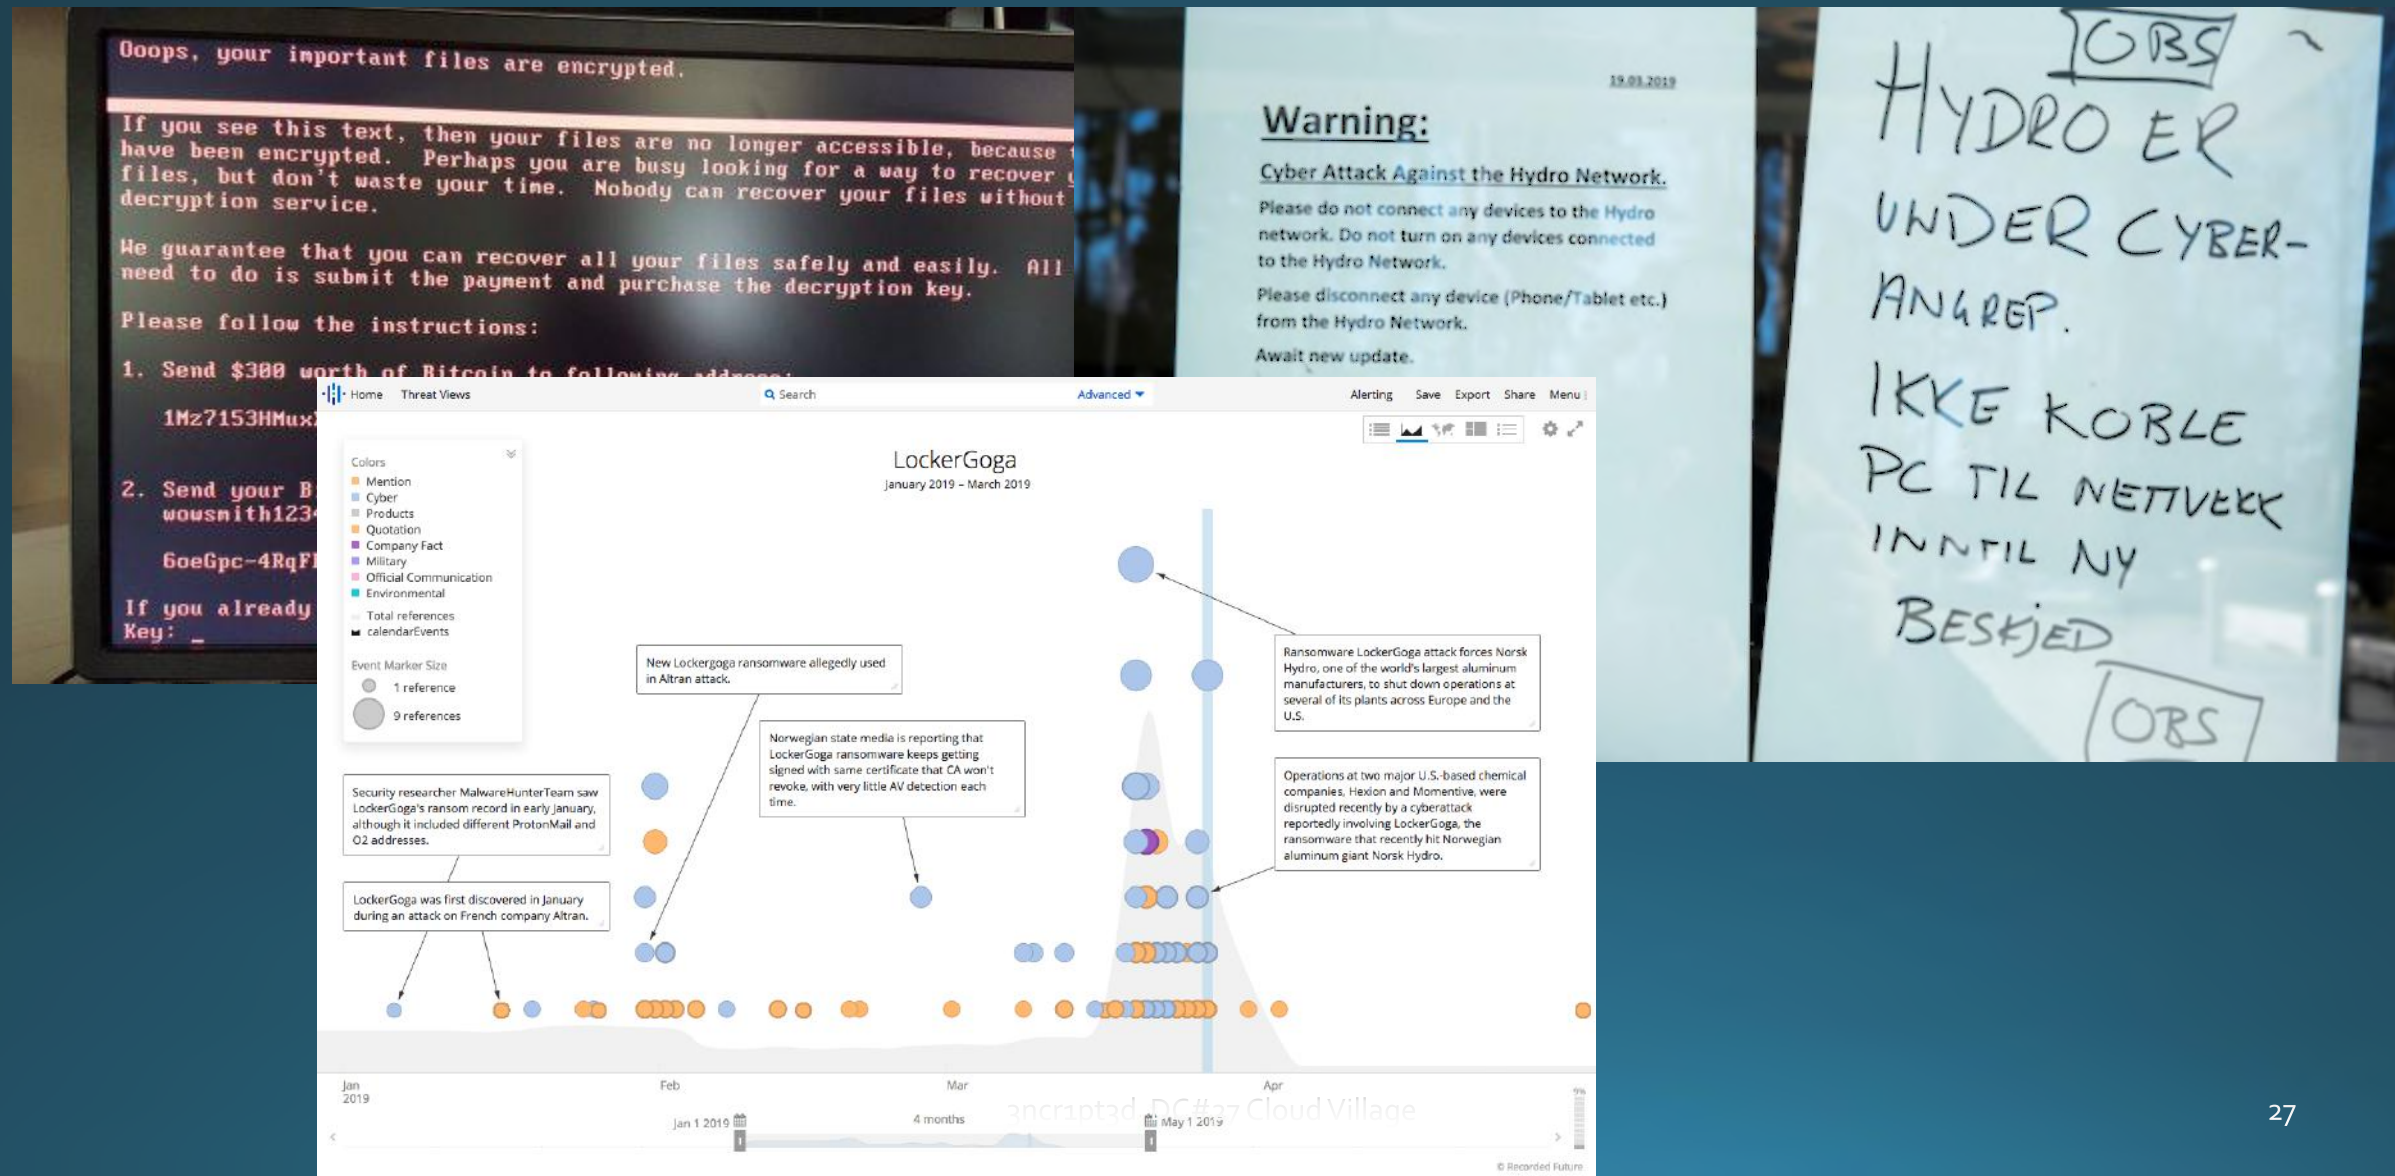 Ooops, your important files are encrypted.
If you see this text, then your files are no longer accessible, because
have been encrypted. Perhaps you are busy looking for a way to recover
files, but don't waste your time. Nobody can recover your files without
decryption service.
We guarantee that you can recover all your files safely and easily. All
need to do is submit the payment and purchase the decryption key.
Please follow the instructions:
1. Send $300 worth of Bitcoin to following address:
1Mz7153HMux
2. Send your B
wowsmith1234
6oeGpc-4RqF
If you already
Key: _
19.03.2019
Warning:
Cyber Attack Against the Hydro Network.
Please do not connect any devices to the Hydro
network. Do not turn on any devices connected
to the Hydro Network.
Please disconnect any device (Phone/Tablet etc.)
from the Hydro Network.
Await new update.
OBS
HYDRO ER
UNDER CYBER-
ANGREP.
IKKE KOBLE
PC TIL NETTVERK
INNTIL NY
BESKJED
OBS
Home Threat Views Search Advanced Alerting Save Export Share Menu
LockerGoga
January 2019 – March 2019
Colors
Mention
Cyber
Products
Quotation
Company Fact
Military
Official Communication
Environmental
Total references
calendarEvents
Event Marker Size
1 reference
9 references
New Lockergoga ransomware allegedly used
in Altran attack.
Norwegian state media is reporting that
LockerGoga ransomware keeps getting
signed with same certificate that CA won't
revoke, with very little AV detection each
time.
Security researcher MalwareHunterTeam saw
LockerGoga's ransom record in early January,
although it included different ProtonMail and
O2 addresses.
LockerGoga was first discovered in January
during an attack on French company Altran.
Ransomware LockerGoga attack forces Norsk
Hydro, one of the world's largest aluminum
manufacturers, to shut down operations at
several of its plants across Europe and the
U.S.
Operations at two major U.S.-based chemical
companies, Hexion and Momentive, were
disrupted recently by a cyberattack
reportedly involving LockerGoga, the
ransomware that recently hit Norwegian
aluminum giant Norsk Hydro.
Jan
2019
Feb
Mar
Apr
Jan 1 2019
4 months
May 1 2019
3ncr1pt3d DC#27 Cloud Village
© Recorded Future
27